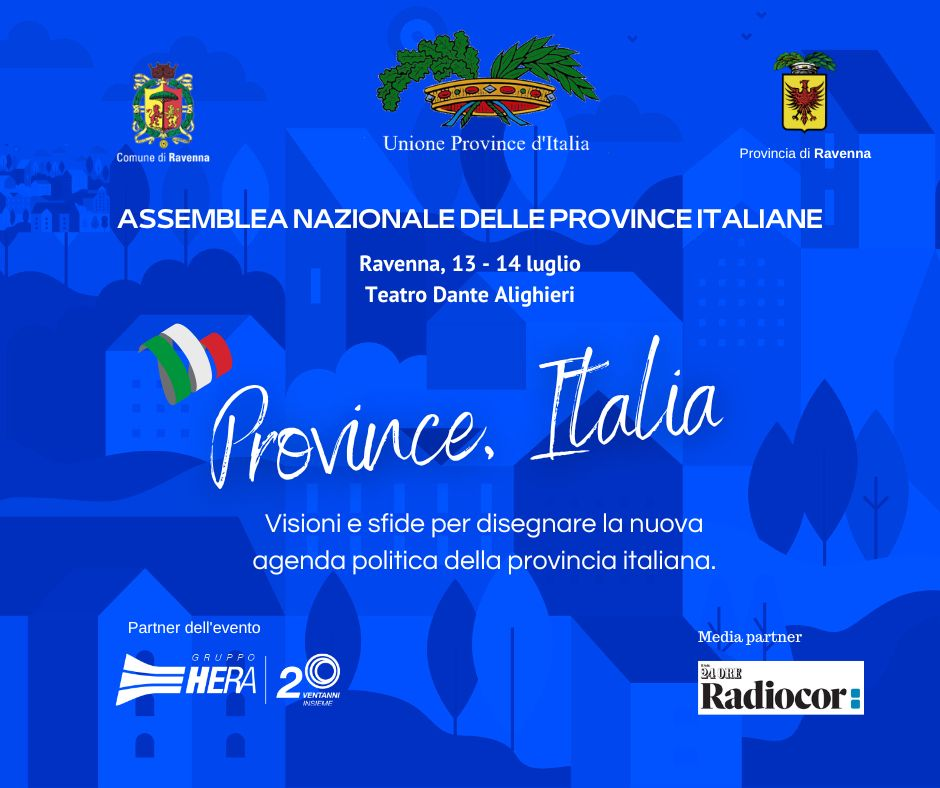 Comune di Ravenna
Unione Province d'Italia
Provincia di Ravenna
ASSEMBLEA NAZIONALE DELLE PROVINCE ITALIANE
Ravenna, 13 - 14 luglio
Teatro Dante Alighieri
Province, Italia
Visioni e sfide per disegnare la nuova
agenda politica della provincia italiana.
Partner dell'evento
GRUPPO
HERA
20
VENTANNI
INSIEME
Media partner
24 ORE
Radiocor